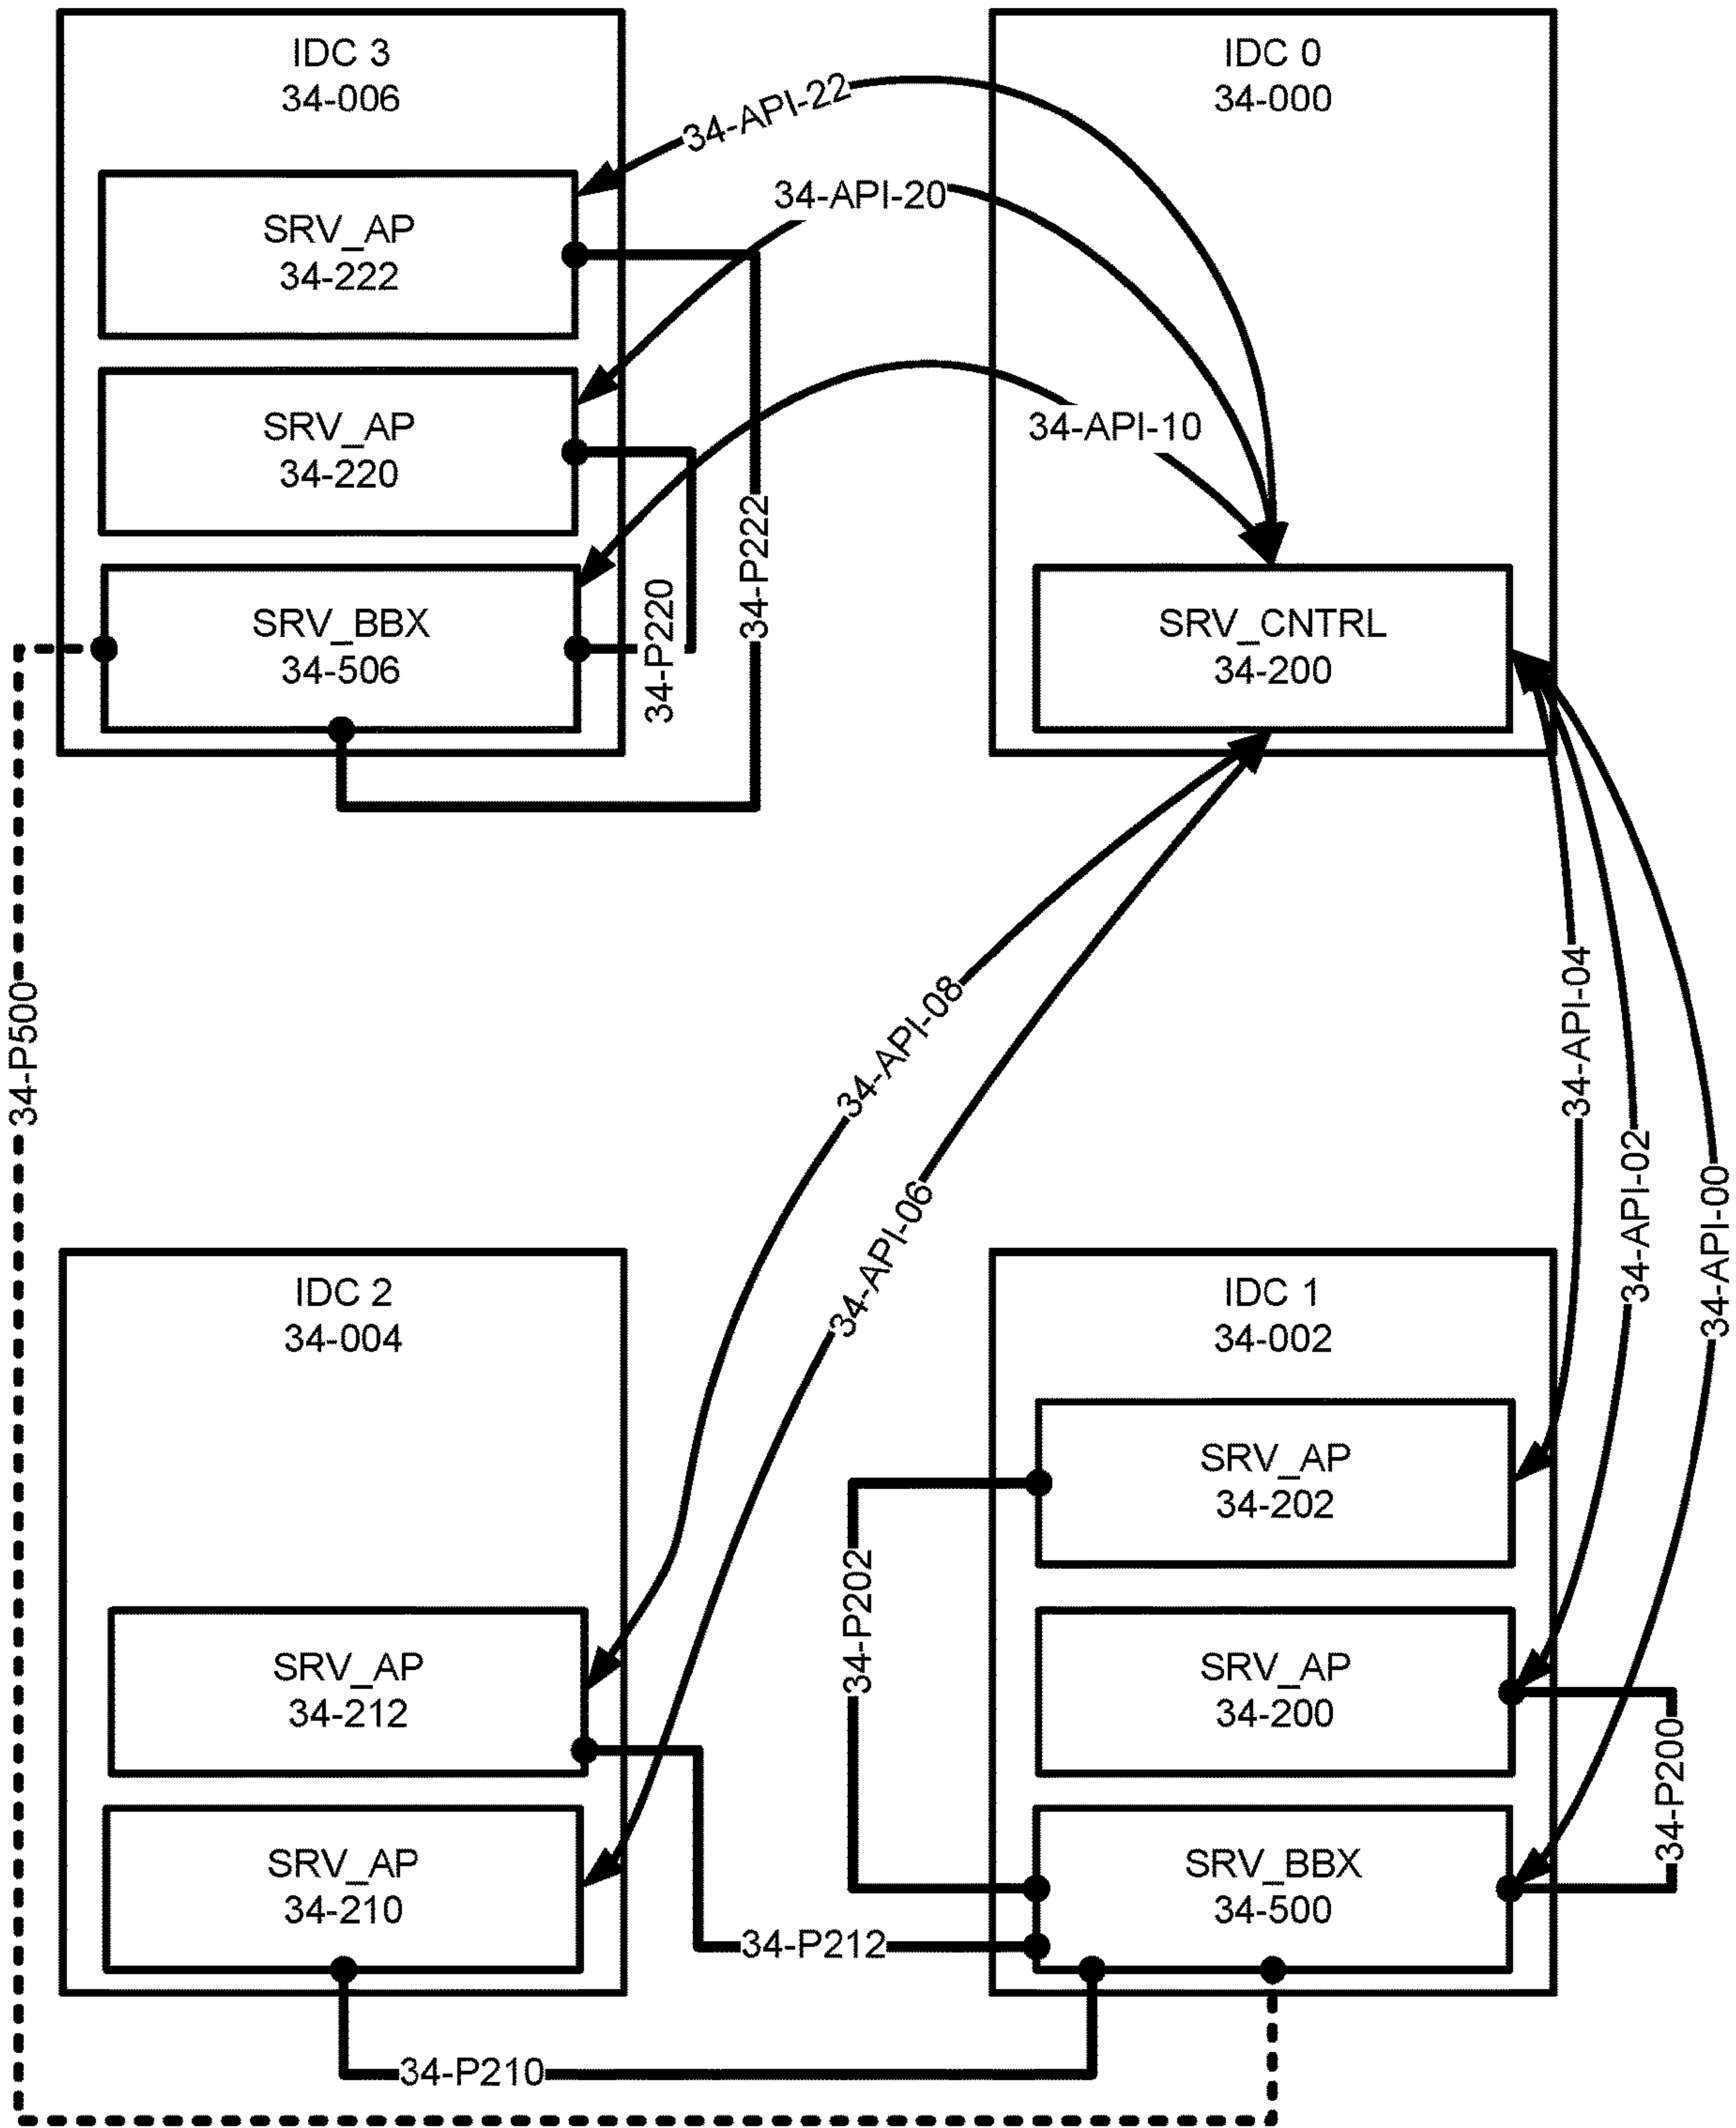 IDC 3
34-006
IDC 0
34-000
34-API-22
34-API-20
SRV_AP
34-222
34-API-10
SRV_AP
34-220
34-P222
34-P220
SRV_BBX
34-506
SRV_CNTRL
34-200
34-P500
34-API-08
34-API-06
34-API-04
34-API-02
34-API-00
IDC 2
34-004
IDC 1
34-002
SRV_AP
34-202
34-P202
SRV_AP
34-212
SRV_AP
34-200
34-P200
SRV_AP
34-210
SRV_BBX
34-500
34-P212
34-P210